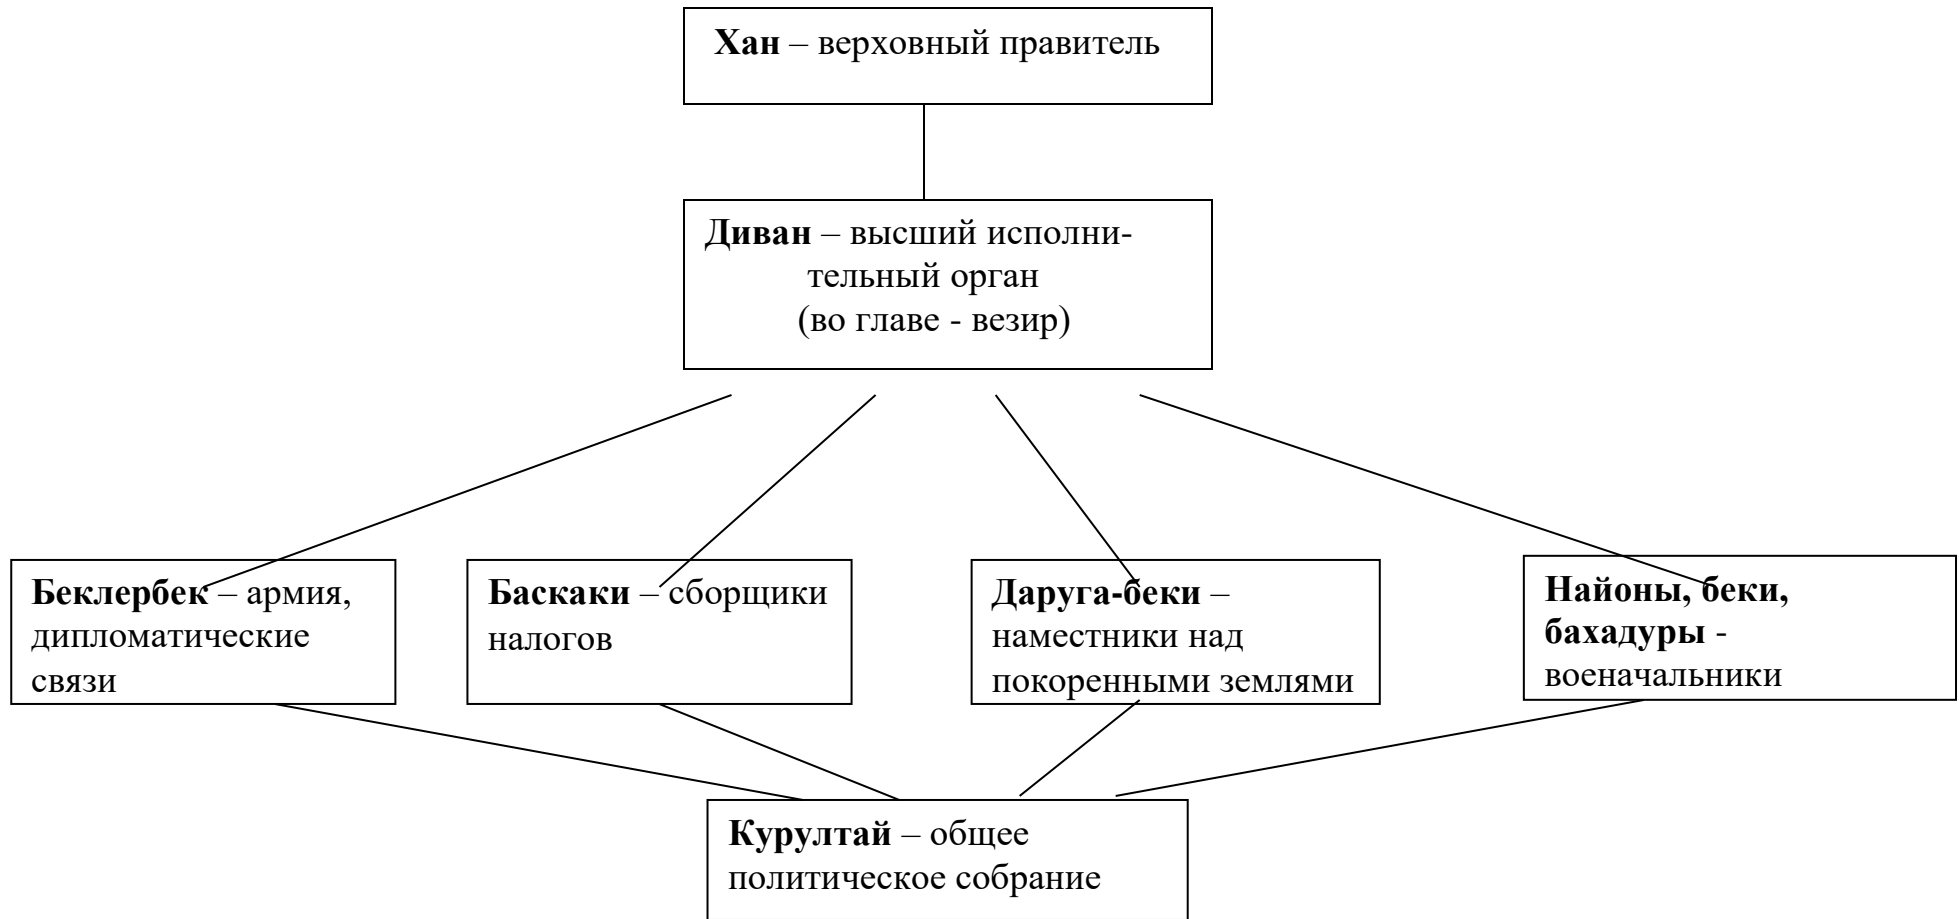 Хан – верховный правитель
Диван – высший исполни-
тельный орган
(во главе - везир)
Беклербек – армия,
дипломатические
связи
Баскаки – сборщики
налогов
Даруга-беки –
наместники над
покоренными землями
Найоны, беки,
бахадуры -
военачальники
Курултай – общее
политическое собрание